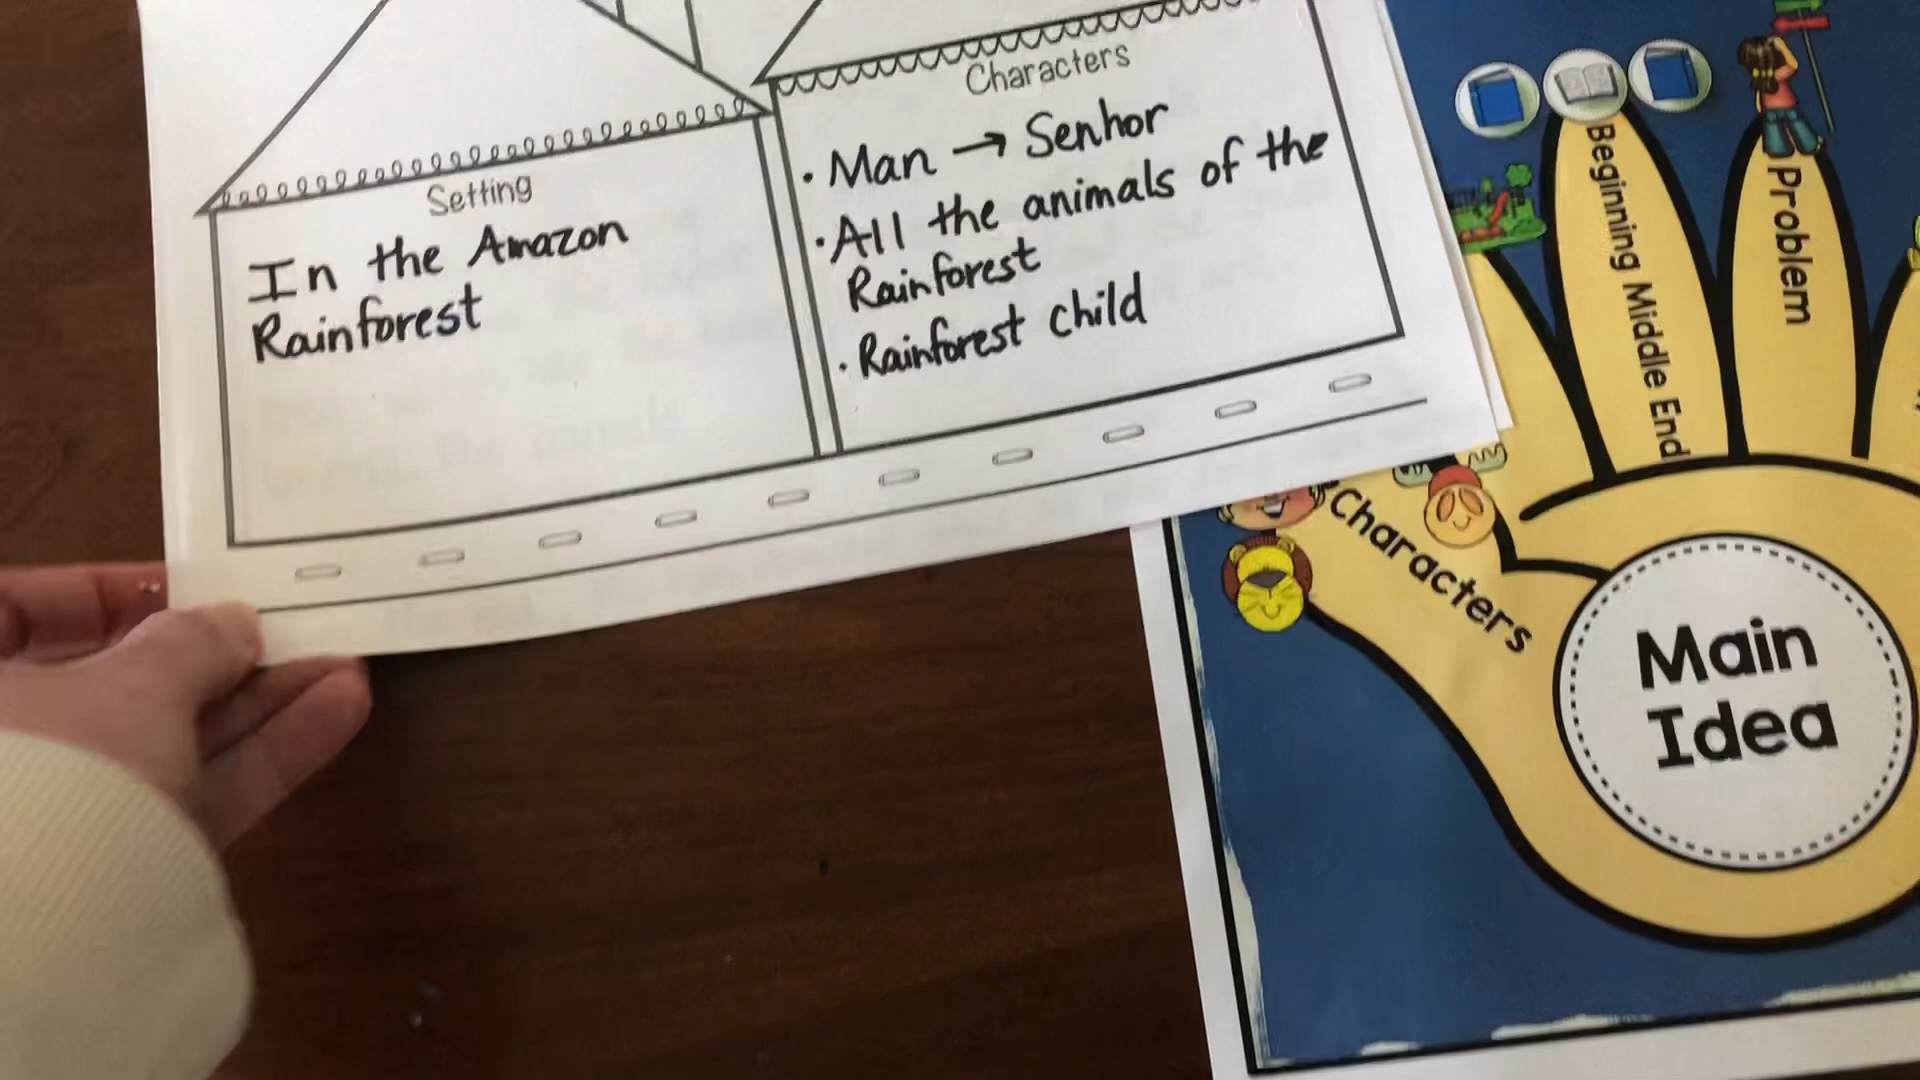 Setting
In the Amazon
Rainforest
Characters
· Man → Senhor
· All the animals of the
Rainforest
· Rainforest child
Beginning Middle End
Problem
Characters
Main
Idea